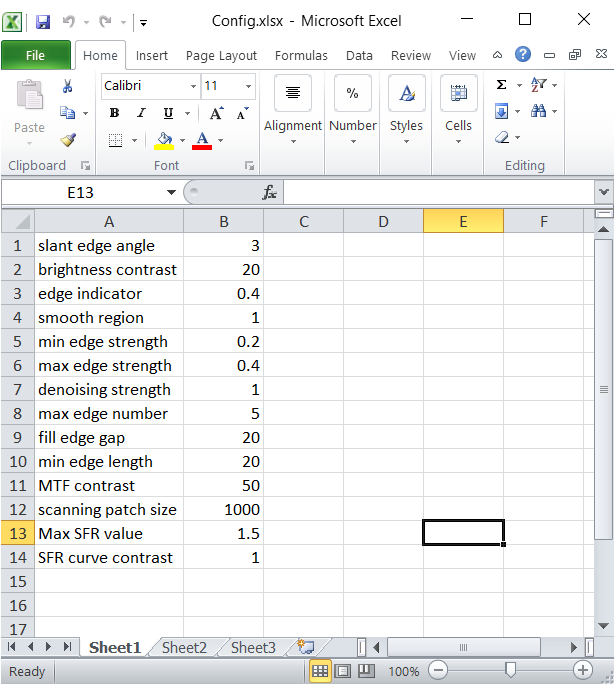 Config.xlsx - Microsoft Excel
File Home Insert Page Layout Formulas Data Review View
Paste
Calibri 11
B I U A A
A
Alignment Number Styles Cells
% A Σ A Z
Clipboard Font Editing
E13 fx
A B C D E F
1 slant edge angle 3
2 brightness contrast 20
3 edge indicator 0.4
4 smooth region 1
5 min edge strength 0.2
6 max edge strength 0.4
7 denoising strength 1
8 max edge number 5
9 fill edge gap 20
10 min edge length 20
11 MTF contrast 50
12 scanning patch size 1000
13 Max SFR value 1.5
14 SFR curve contrast 1
15
16
17
Sheet1 Sheet2 Sheet3
Ready 100%